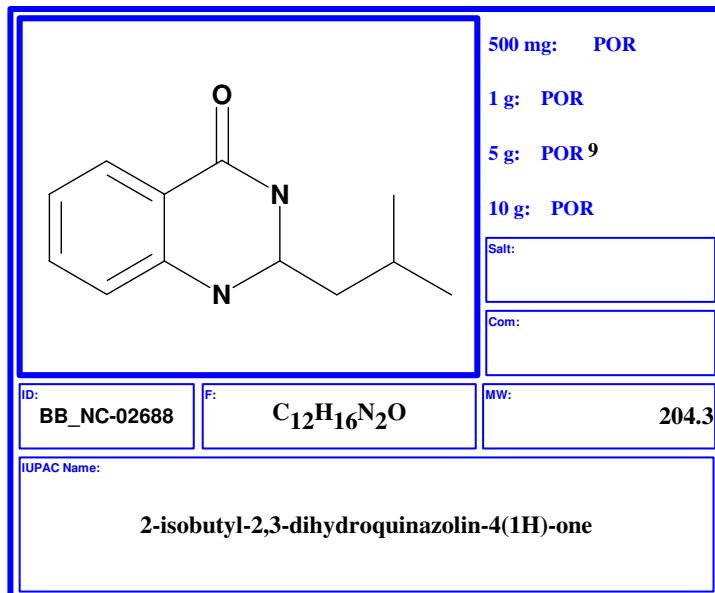 O
N
N
500 mg: POR
1 g: POR
5 g: POR 9
10 g: POR
Salt:
Com:
ID:
BB_NC-02688
F:
C12H16N2O
MW:
204.3
IUPAC Name:
2-isobutyl-2,3-dihydroquinazolin-4(1H)-one